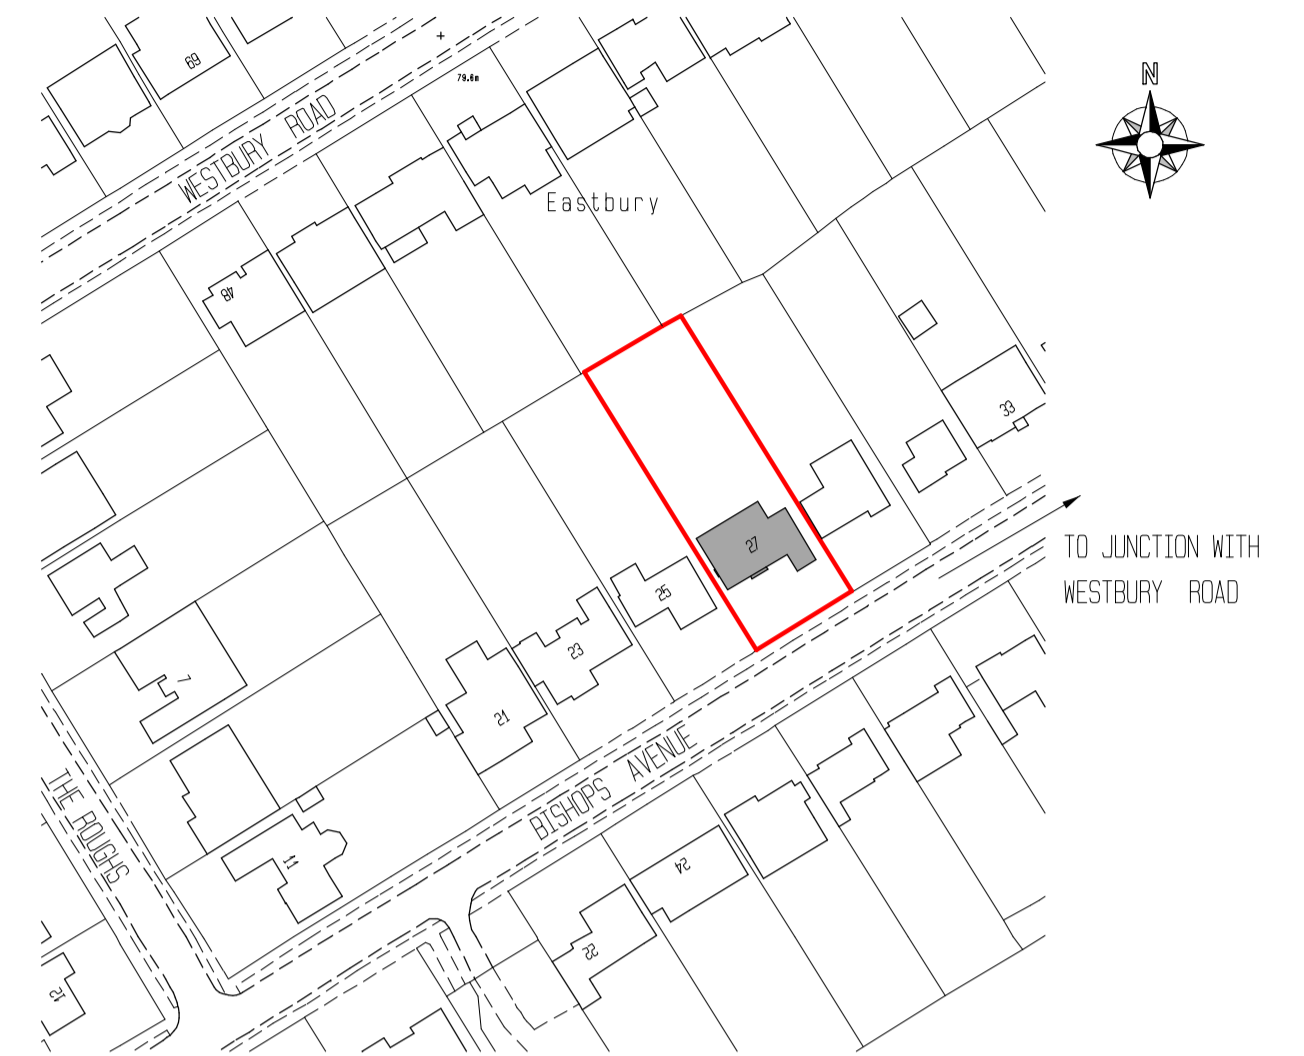 N
69
79.6m
WESTBURY ROAD
Eastbury
48
33
TO JUNCTION WITH
WESTBURY ROAD
27
25
23
7
21
BISHOPS AVENUE
THE ROUGHS
11
24
22
12